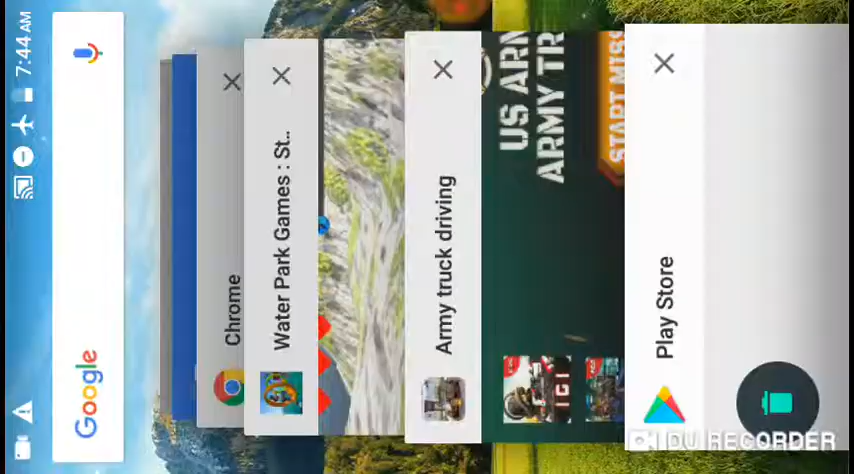 7:44 AM
Google
Chrome
Water Park Games : St..
Army truck driving
US ARM
ARMY TR
START MISS
Play Store
DU RECORDER